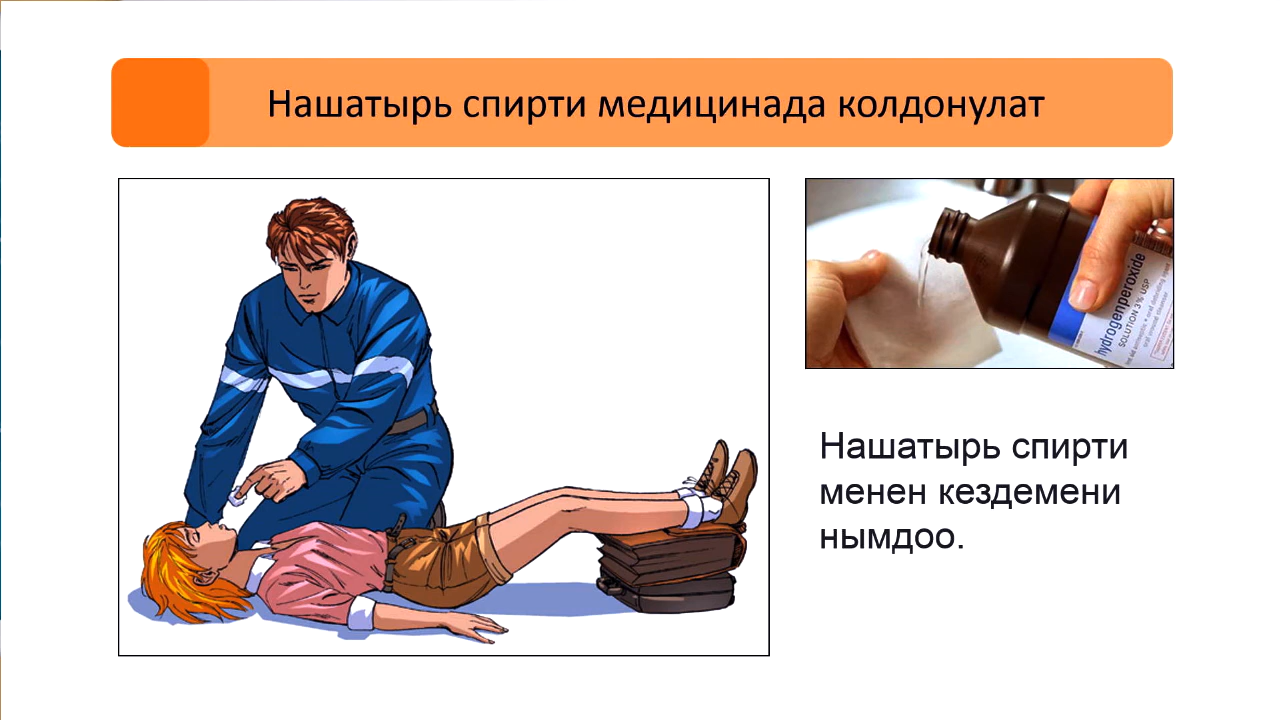 Нашатырь спирти медицинада колдонулат
hydrogenperoxide
SOLUTION 3% USP
Нашатырь спирти
менен кездемени
нымдоо.